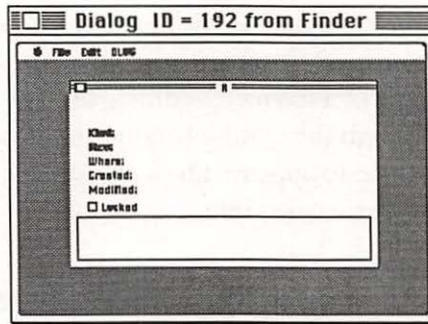 Dialog ID = 192 from Finder
File Edit DLOG
Kind:
Size:
Where:
Created:
Modified:
Locked